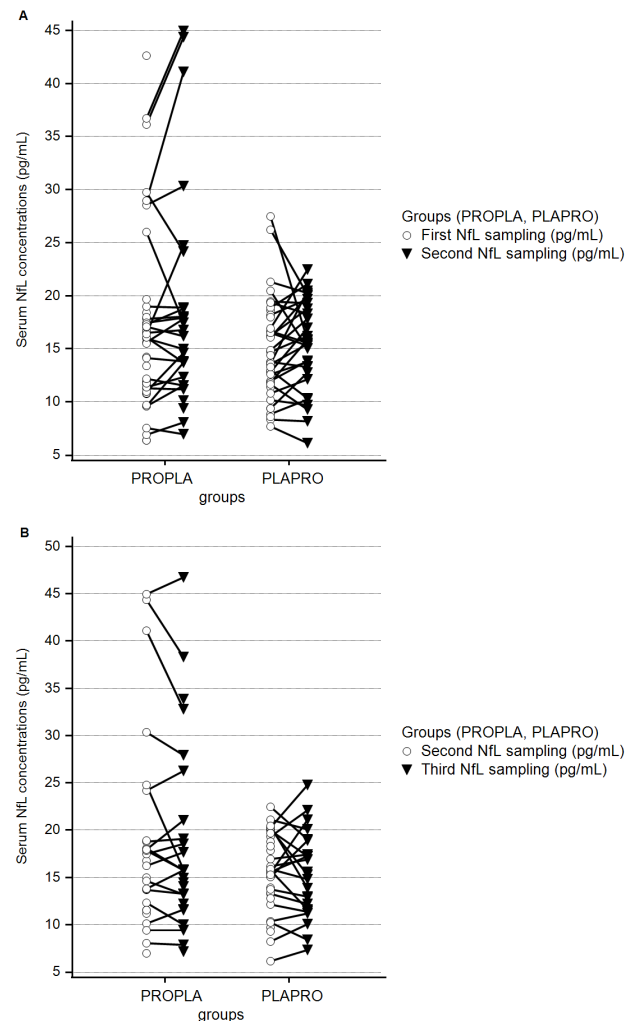 A
Serum NfL concentrations (pg/mL)
45
40
35
30
25
20
15
10
5
PROPLA
PLAPRO
groups
Groups (PROPLA, PLAPRO)
First NfL sampling (pg/mL)
Second NfL sampling (pg/mL)
B
Serum NfL concentrations (pg/mL)
50
45
40
35
30
25
20
15
10
5
PROPLA
PLAPRO
groups
Groups (PROPLA, PLAPRO)
Second NfL sampling (pg/mL)
Third NfL sampling (pg/mL)